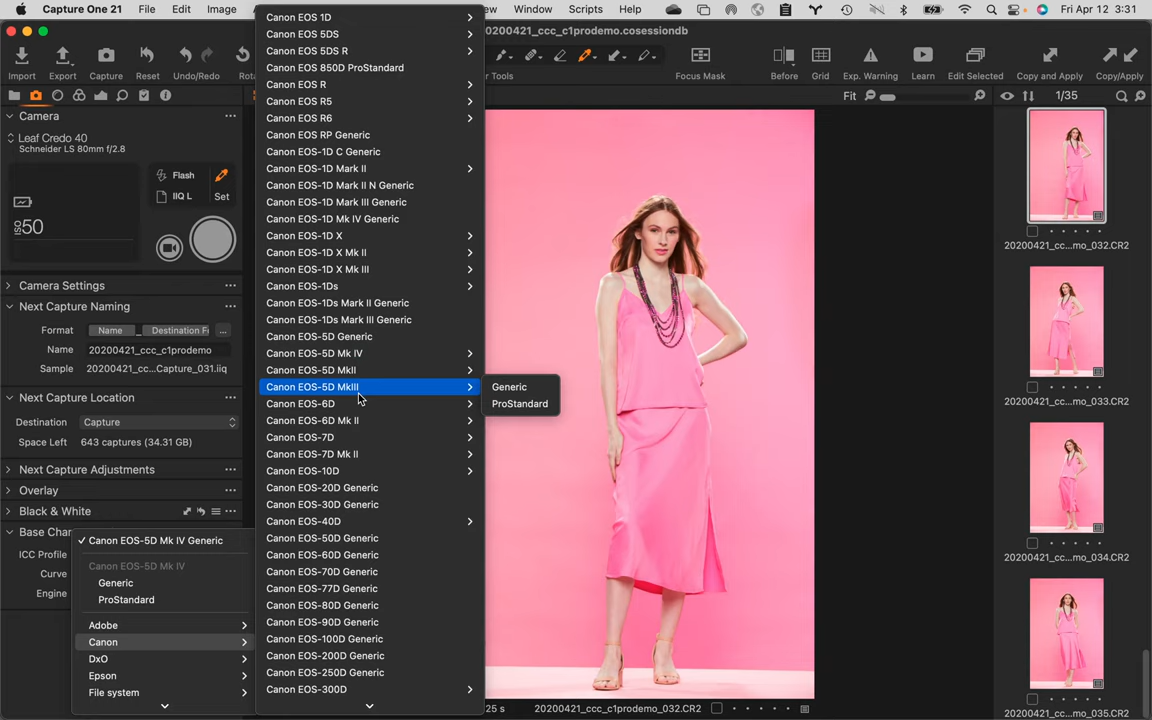 Capture One 21 File Edit Image ew Window Scripts Help Fri Apr 12 3:31
20200421_ccc_c1prodemo.cosessiondb
Import Export Capture Reset Undo/Redo Rot r Tools Focus Mask Before Grid Exp. Warning Learn Edit Selected Copy and Apply Copy/Apply
Fit 1/35
Camera
Leaf Credo 40
Schneider LS 80mm f/2.8
Flash
IIQ L Set
ISO 50
Camera Settings
Next Capture Naming
Format Name _ Destination F ...
Name 20200421_ccc_c1prodemo
Sample 20200421_cc...Capture_031.iiq
Next Capture Location
Destination Capture
Space Left 643 captures (34.31 GB)
Next Capture Adjustments
Overlay
Black & White
Base Char
ICC Profile
Curve
Engine
✓ Canon EOS-5D Mk IV Generic
Canon EOS-5D Mk IV
Generic
ProStandard
Adobe
Canon
DxO
Epson
File system
Canon EOS 1D
Canon EOS 5DS
Canon EOS 5DS R
Canon EOS 850D ProStandard
Canon EOS R
Canon EOS R5
Canon EOS R6
Canon EOS RP Generic
Canon EOS-1D C Generic
Canon EOS-1D Mark II
Canon EOS-1D Mark II N Generic
Canon EOS-1D Mark III Generic
Canon EOS-1D Mk IV Generic
Canon EOS-1D X
Canon EOS-1D X Mk II
Canon EOS-1D X Mk III
Canon EOS-1Ds
Canon EOS-1Ds Mark II Generic
Canon EOS-1Ds Mark III Generic
Canon EOS-5D Generic
Canon EOS-5D Mk IV
Canon EOS-5D MkII
Canon EOS-5D MkIII
Canon EOS-6D
Canon EOS-6D Mk II
Canon EOS-7D
Canon EOS-7D Mk II
Canon EOS-10D
Canon EOS-20D Generic
Canon EOS-30D Generic
Canon EOS-40D
Canon EOS-50D Generic
Canon EOS-60D Generic
Canon EOS-70D Generic
Canon EOS-77D Generic
Canon EOS-80D Generic
Canon EOS-90D Generic
Canon EOS-100D Generic
Canon EOS-200D Generic
Canon EOS-250D Generic
Canon EOS-300D
Generic
ProStandard
25 s 20200421_ccc_c1prodemo_032.CR2
20200421_cc...mo_032.CR2
20200421_cc...mo_033.CR2
20200421_cc...mo_034.CR2
20200421_cc...mo_035.CR2